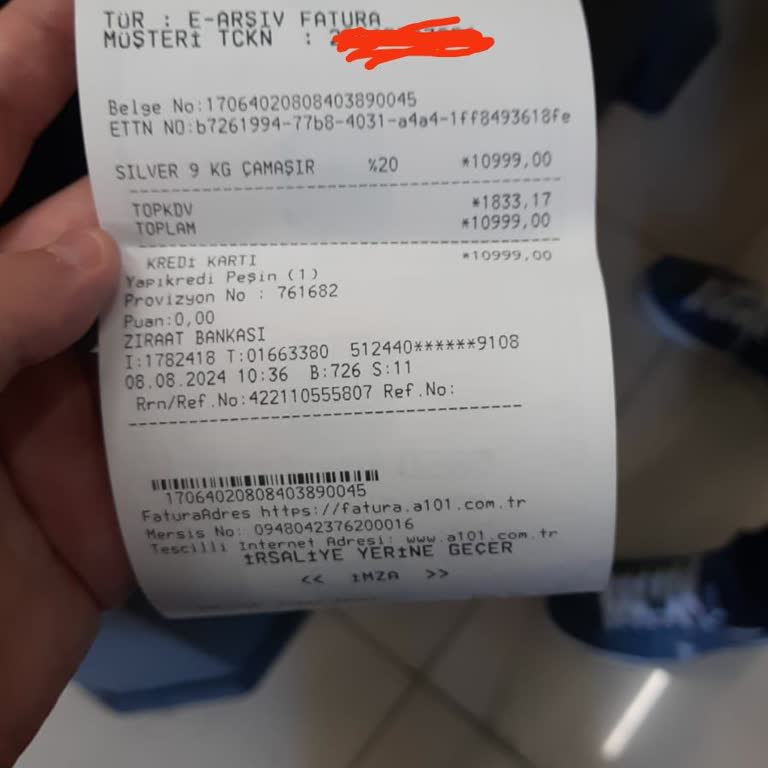 TÜR : E-ARŞİV FATURA
MÜŞTERİ TCKN : 2
Belge No:17064020808403890045
ETTN NO:b7261994-77b8-4031-a4a4-1ff8493618fe
SILVER 9 KG ÇAMAŞIR %20 *10999,00
TOPKDV *1833,17
TOPLAM *10999,00
KREDİ KARTI *10999,00
Yapıkredi Peşin (1)
Provizyon No : 761682
Puan:0,00
ZIRAAT BANKASI
I:1782418 T:01663380 512440******9108
08.08.2024 10:36 B:726 S:11
Rrn/Ref.No:422110555807 Ref.No:
17064020808403890045
FaturaAdres https://fatura.a101.com.tr
Mersis No: 0948042376200016
Tescilli Internet Adresi: www.a101.com.tr
İRSALİYE YERİNE GEÇER
<< İMZA >>